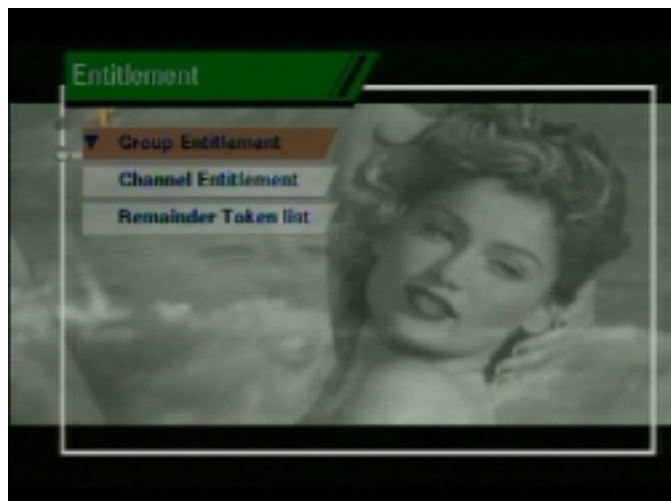 Entitlement
Group Entitlement
Channel Entitlement
Remainder Token list